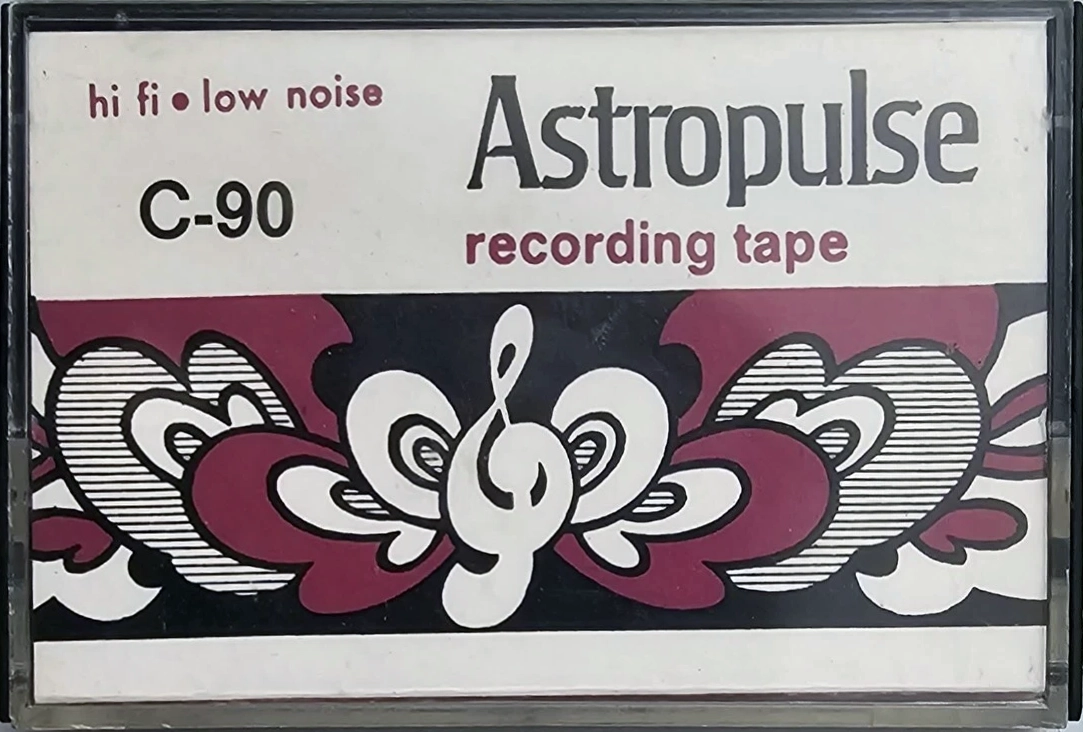 hi fi • low noise
Astropulse
C-90
recording tape